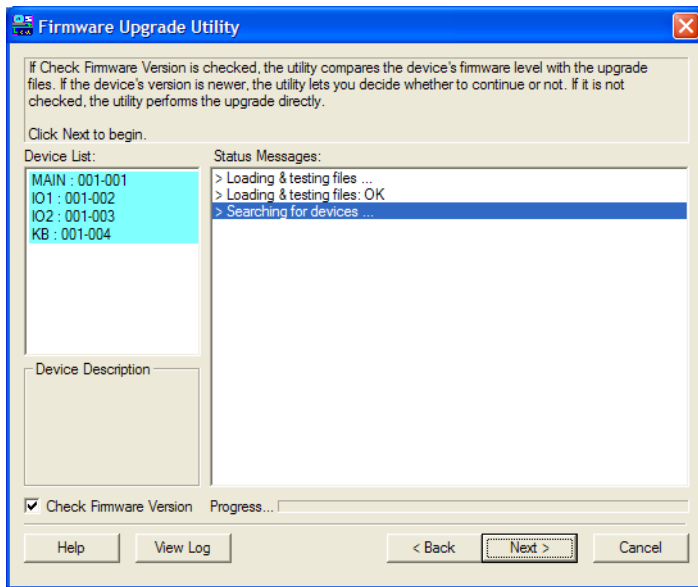 Firmware Upgrade Utility
If Check Firmware Version is checked, the utility compares the device's firmware level with the upgrade
files. If the device's version is newer, the utility lets you decide whether to continue or not. If it is not
checked, the utility performs the upgrade directly.
Click Next to begin.
Device List:
Status Messages:
MAIN : 001-001
IO1 : 001-002
IO2 : 001-003
KB : 001-004
> Loading & testing files ...
> Loading & testing files: OK
> Searching for devices ...
Device Description
Check Firmware Version
Progress...
Help
View Log
< Back
Next >
Cancel